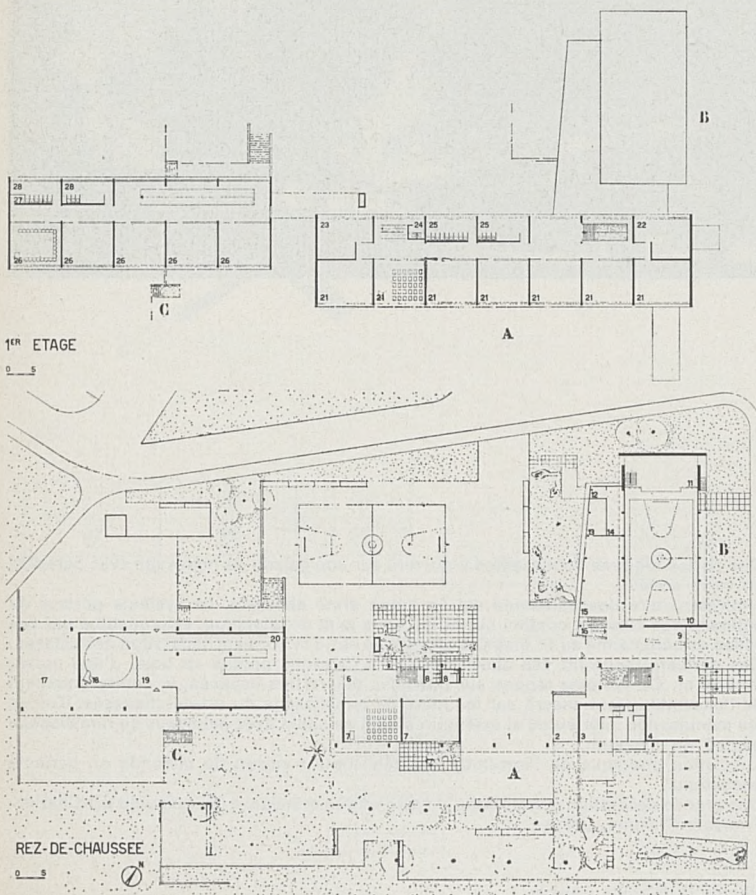 B
28 28
27
26 26 26 26 26
23 24 25 25 22
21 21 21 21 21 21 21
C
A
1ER ETAGE
0 5
12 11
13 14
B
15
16
10
9
20
17 18 19
6 8 8 5
7 7 1 2 3 4
C
A
REZ-DE-CHAUSSEE
0 5
N